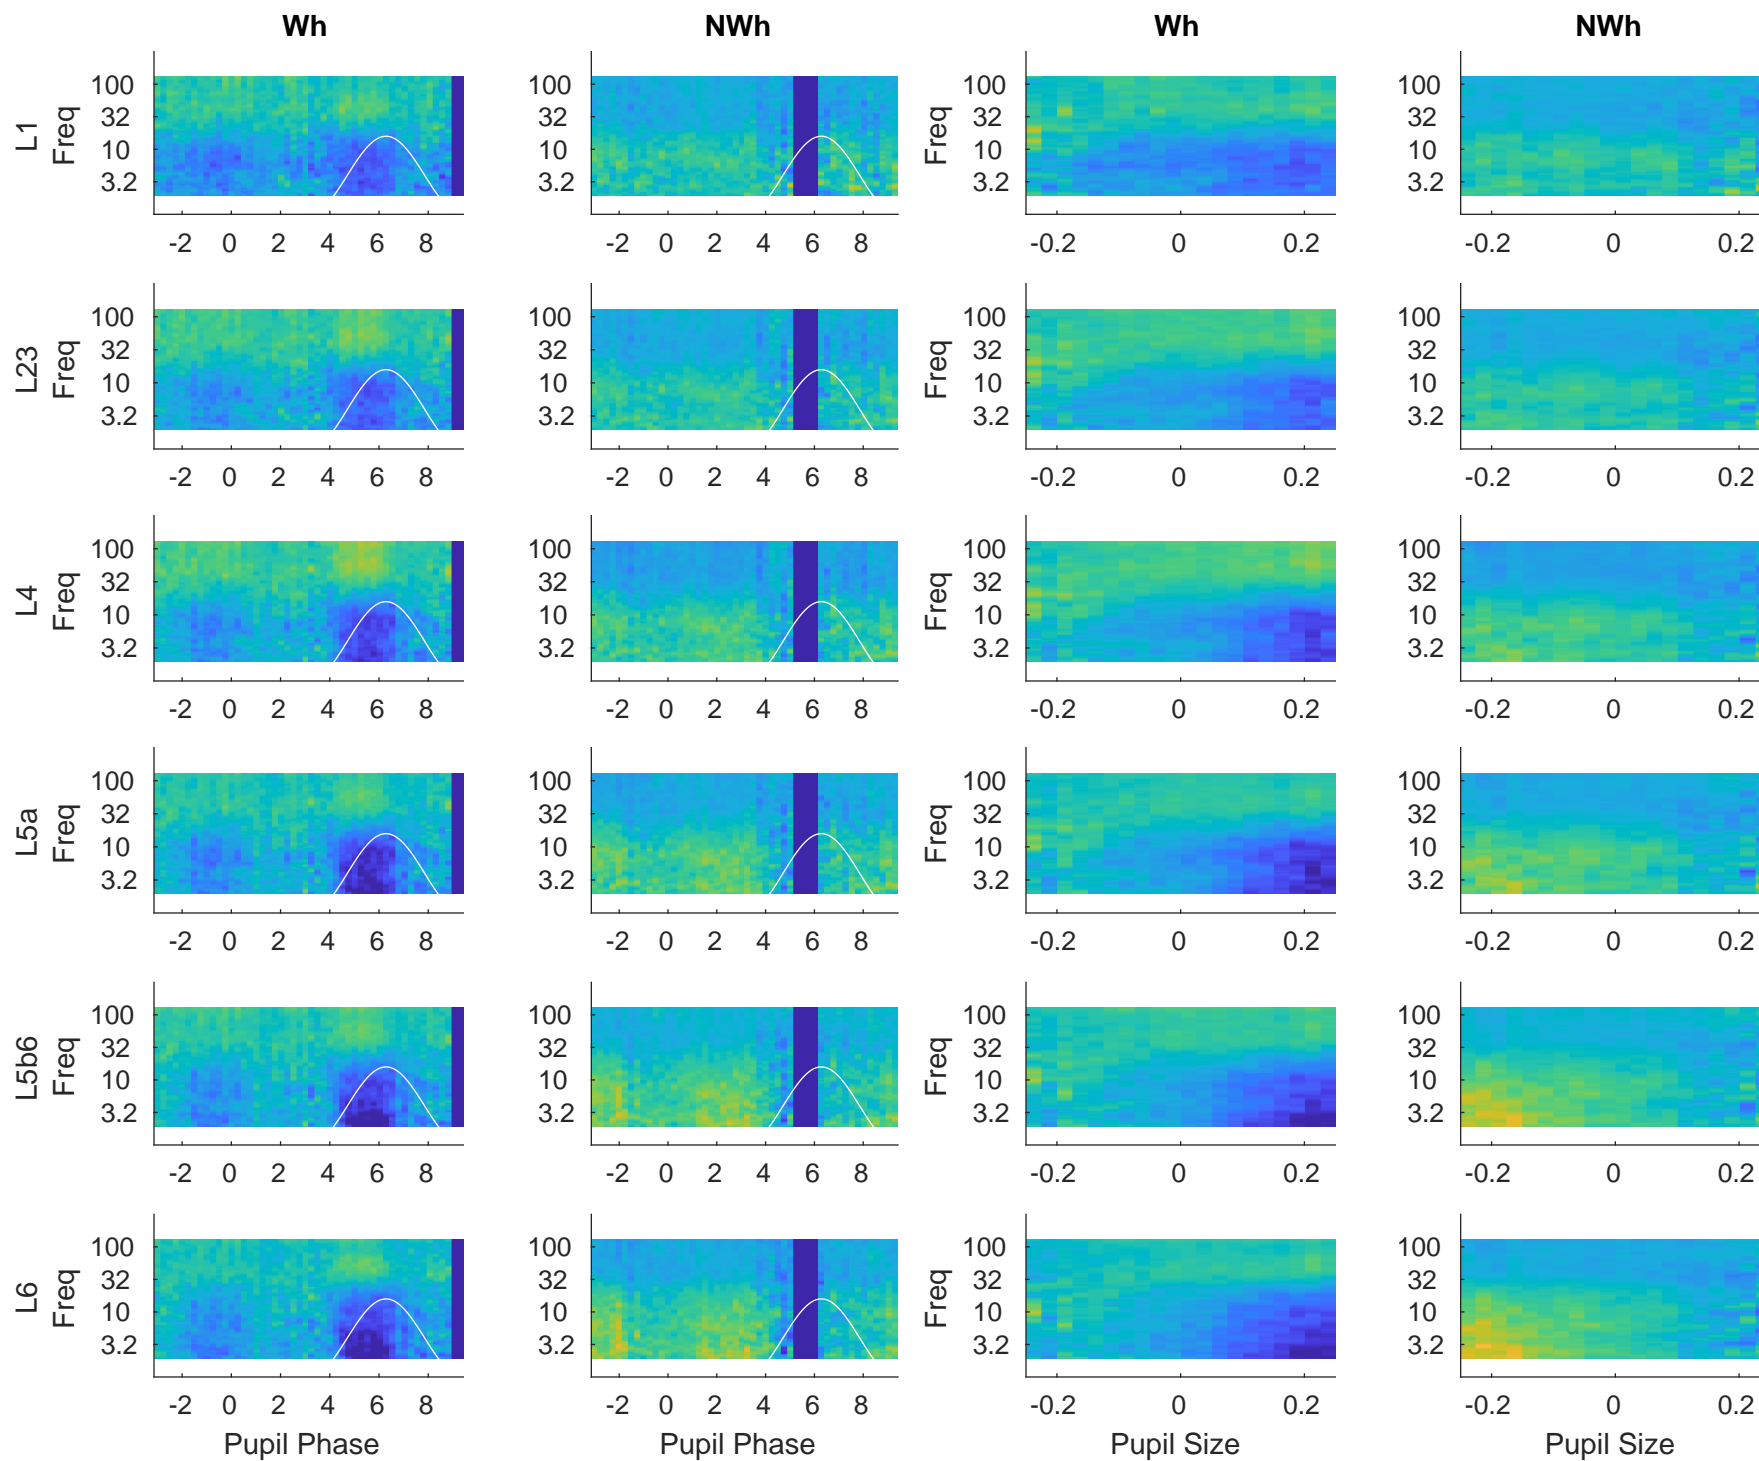 Wh NWh Wh NWh
L1 Freq 100 32 10 3.2 100 32 10 3.2 Freq 100 32 10 3.2 100 32 10 3.2
-2 0 2 4 6 8 -2 0 2 4 6 8 -0.2 0 0.2 -0.2 0 0.2
L23 Freq 100 32 10 3.2 100 32 10 3.2 Freq 100 32 10 3.2 100 32 10 3.2
-2 0 2 4 6 8 -2 0 2 4 6 8 -0.2 0 0.2 -0.2 0 0.2
L4 Freq 100 32 10 3.2 100 32 10 3.2 Freq 100 32 10 3.2 100 32 10 3.2
-2 0 2 4 6 8 -2 0 2 4 6 8 -0.2 0 0.2 -0.2 0 0.2
L5a Freq 100 32 10 3.2 100 32 10 3.2 Freq 100 32 10 3.2 100 32 10 3.2
-2 0 2 4 6 8 -2 0 2 4 6 8 -0.2 0 0.2 -0.2 0 0.2
L5b6 Freq 100 32 10 3.2 100 32 10 3.2 Freq 100 32 10 3.2 100 32 10 3.2
-2 0 2 4 6 8 -2 0 2 4 6 8 -0.2 0 0.2 -0.2 0 0.2
L6 Freq 100 32 10 3.2 100 32 10 3.2 Freq 100 32 10 3.2 100 32 10 3.2
-2 0 2 4 6 8 -2 0 2 4 6 8 -0.2 0 0.2 -0.2 0 0.2
Pupil Phase Pupil Phase Pupil Size Pupil Size